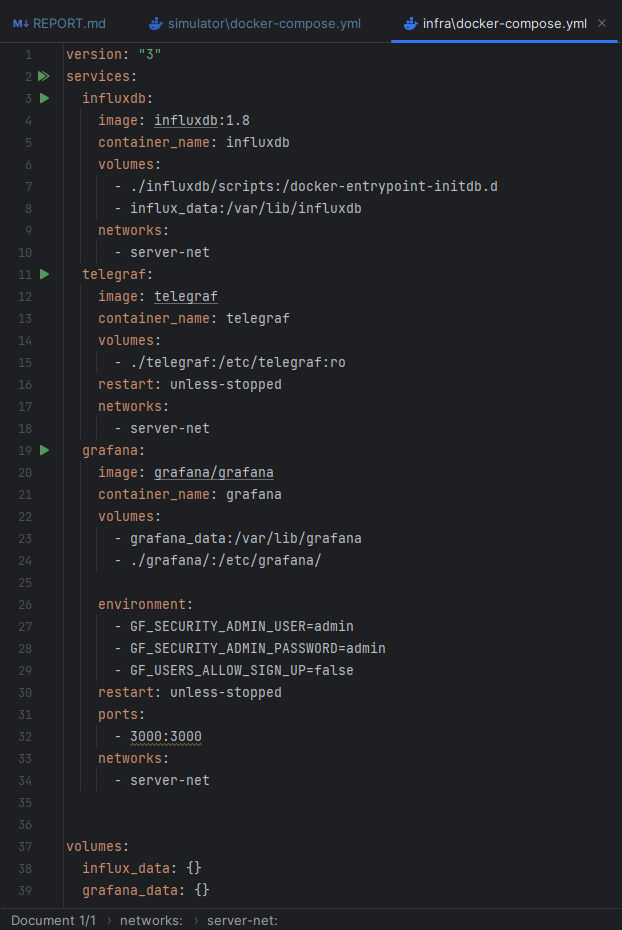 M↓ REPORT.md simulator\docker-compose.yml infra\docker-compose.yml ×
1 version: "3"
2 services:
3   influxdb:
4     image: influxdb:1.8
5     container_name: influxdb
6     volumes:
7       - ./influxdb/scripts:/docker-entrypoint-initdb.d
8       - influx_data:/var/lib/influxdb
9     networks:
10       - server-net
11   telegraf:
12     image: telegraf
13     container_name: telegraf
14     volumes:
15       - ./telegraf:/etc/telegraf:ro
16     restart: unless-stopped
17     networks:
18       - server-net
19   grafana:
20     image: grafana/grafana
21     container_name: grafana
22     volumes:
23       - grafana_data:/var/lib/grafana
24       - ./grafana/:/etc/grafana/
25
26     environment:
27       - GF_SECURITY_ADMIN_USER=admin
28       - GF_SECURITY_ADMIN_PASSWORD=admin
29       - GF_USERS_ALLOW_SIGN_UP=false
30     restart: unless-stopped
31     ports:
32       - 3000:3000
33     networks:
34       - server-net
35
36
37 volumes:
38   influx_data: {}
39   grafana_data: {}
Document 1/1 › networks: › server-net: